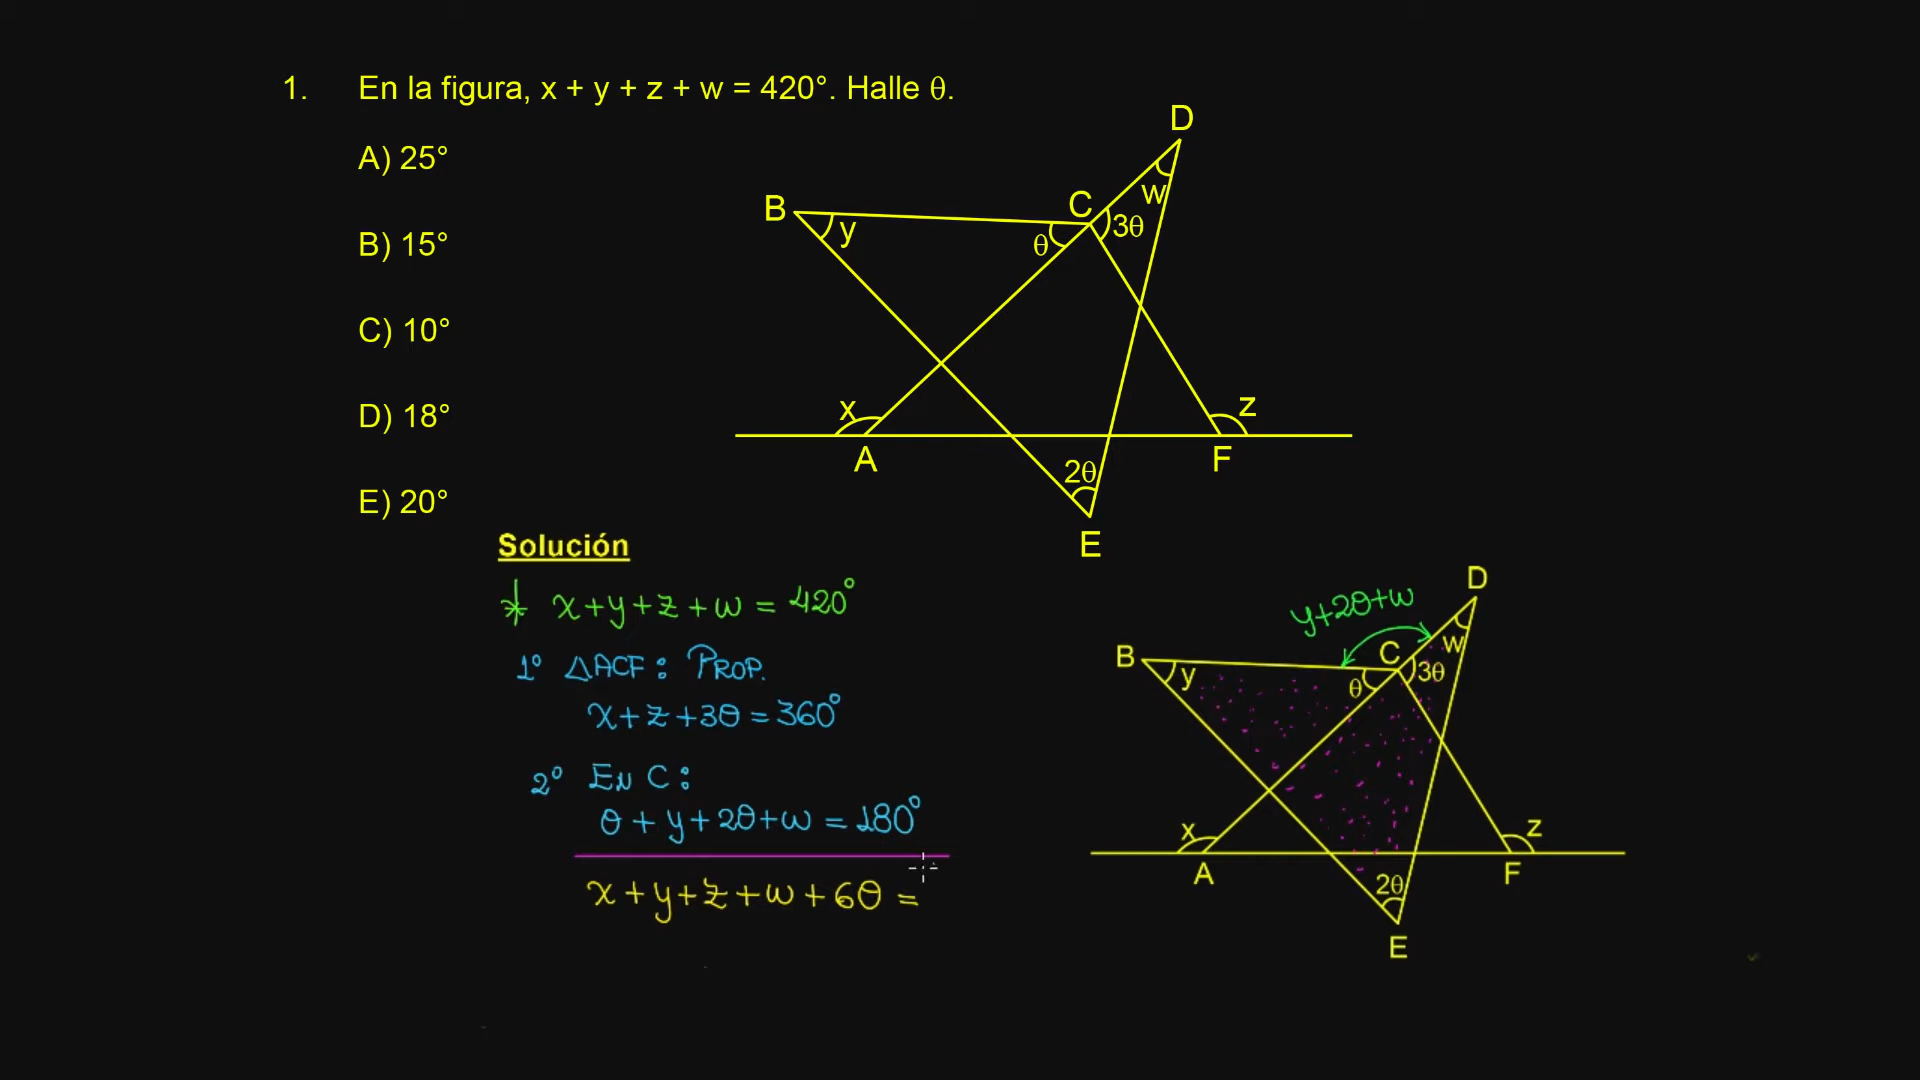 1. En la figura, x + y + z + w = 420°. Halle θ.
A) 25°
B) 15°
C) 10°
D) 18°
E) 20°
D
w
C
3θ
B
y
θ
x
z
A
F
2θ
E
Solución
* x+y+z+w = 420°
1° △ACF: PROP.
x+z+3θ = 360°
2° EN C:
θ+y+2θ+w = 180°
x+y+z+w+6θ =
D
y+2θ+w
w
C
3θ
B
y
θ
x
z
A
F
2θ
E